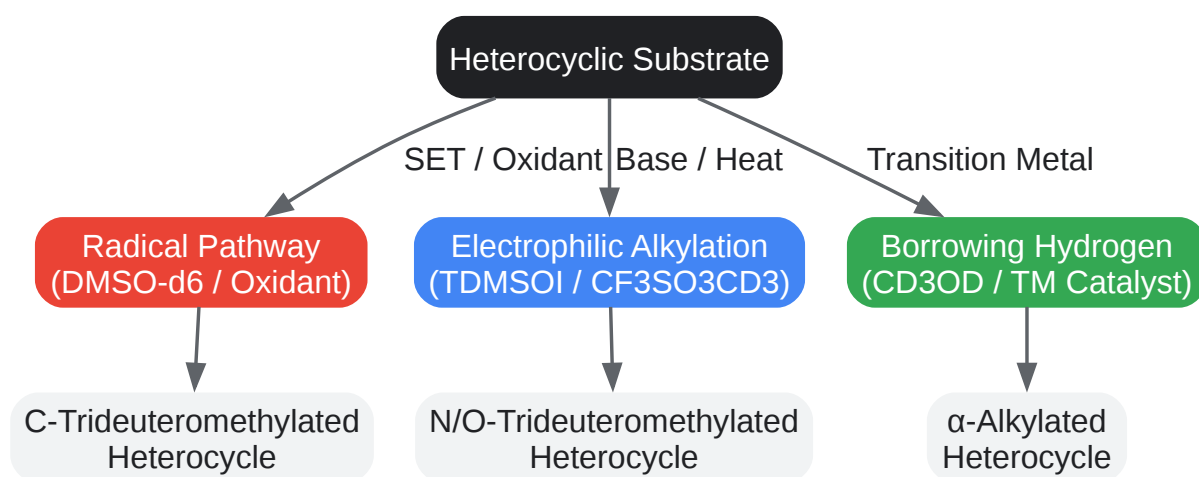 Heterocyclic Substrate
SET / Oxidant
Base / Heat
Transition Metal
Radical Pathway
(DMSO-d6 / Oxidant)
Electrophilic Alkylation
(TDMSOI / CF3SO3CD3)
Borrowing Hydrogen
(CD3OD / TM Catalyst)
C-Trideuteromethylated
Heterocycle
N/O-Trideuteromethylated
Heterocycle
α-Alkylated
Heterocycle